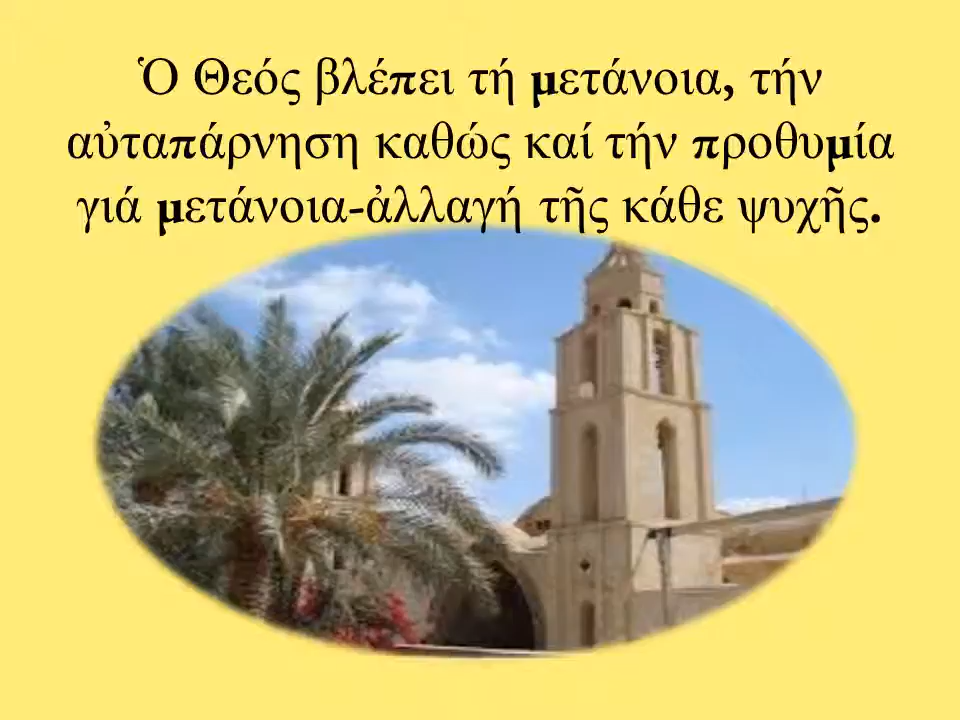 Ὁ Θεός βλέπει τή μετάνοια, τήν
αὐταπάρνηση καθώς καί τήν προθυμία
γιά μετάνοια-ἀλλαγή τῆς κάθε ψυχῆς.